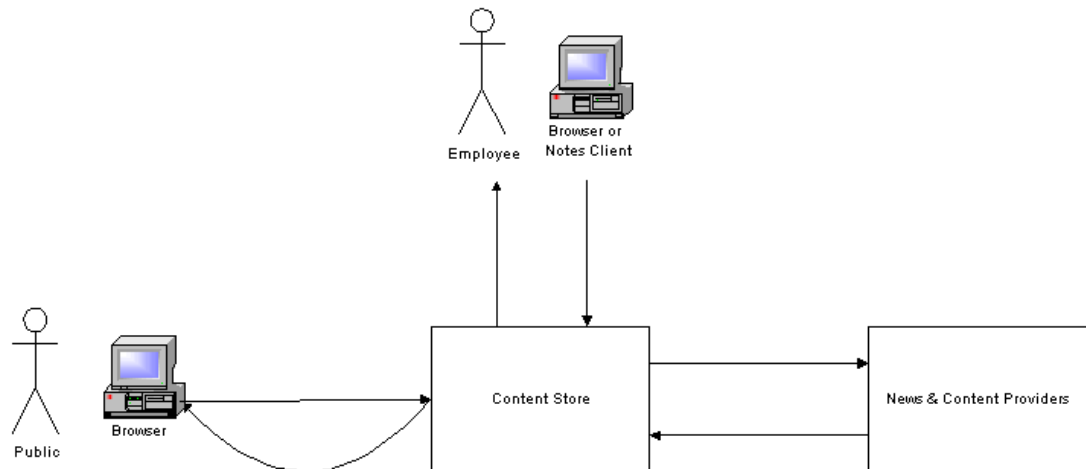 Employee
Browser or
Notes Client
Public
Browser
Content Store
News & Content Providers